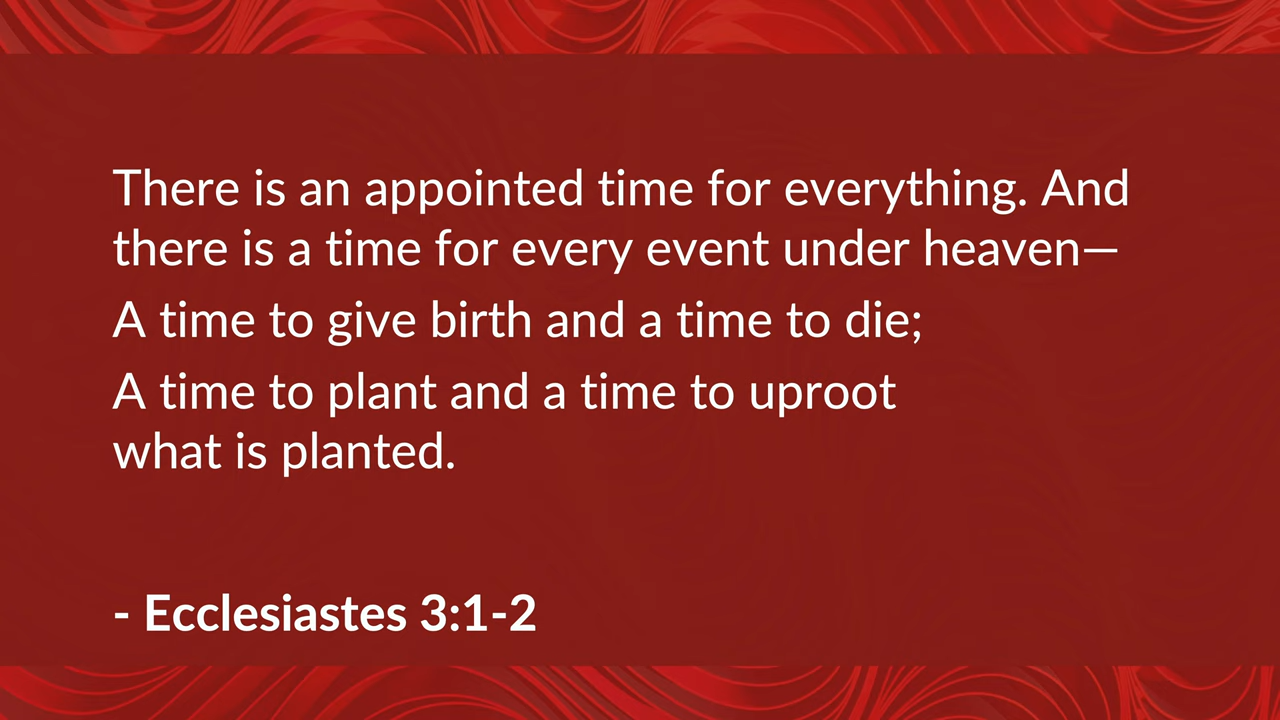 There is an appointed time for everything. And
there is a time for every event under heaven—
A time to give birth and a time to die;
A time to plant and a time to uproot
what is planted.
- Ecclesiastes 3:1-2